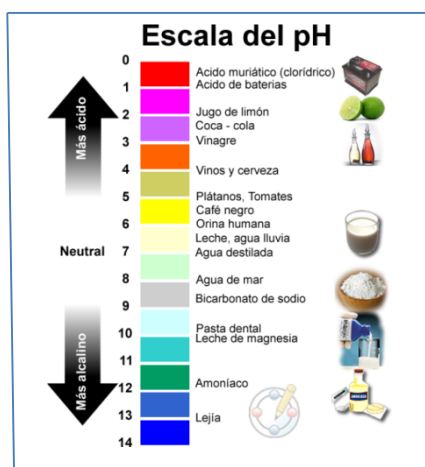 Escala del pH
0
Acido muriático (clorídrico)
Acido de baterias
1
Jugo de limón
2
Coca - cola
Vinagre
3
Vinos y cerveza
4
Plátanos, Tomates
5
Café negro
Orina humana
6
Leche, agua lluvia
Neutral
7
Agua destilada
8
Agua de mar
9
Bicarbonato de sodio
Pasta dental
10
Leche de magnesia
11
Amoníaco
12
13
Lejía
14
Más ácido
Más alcalino